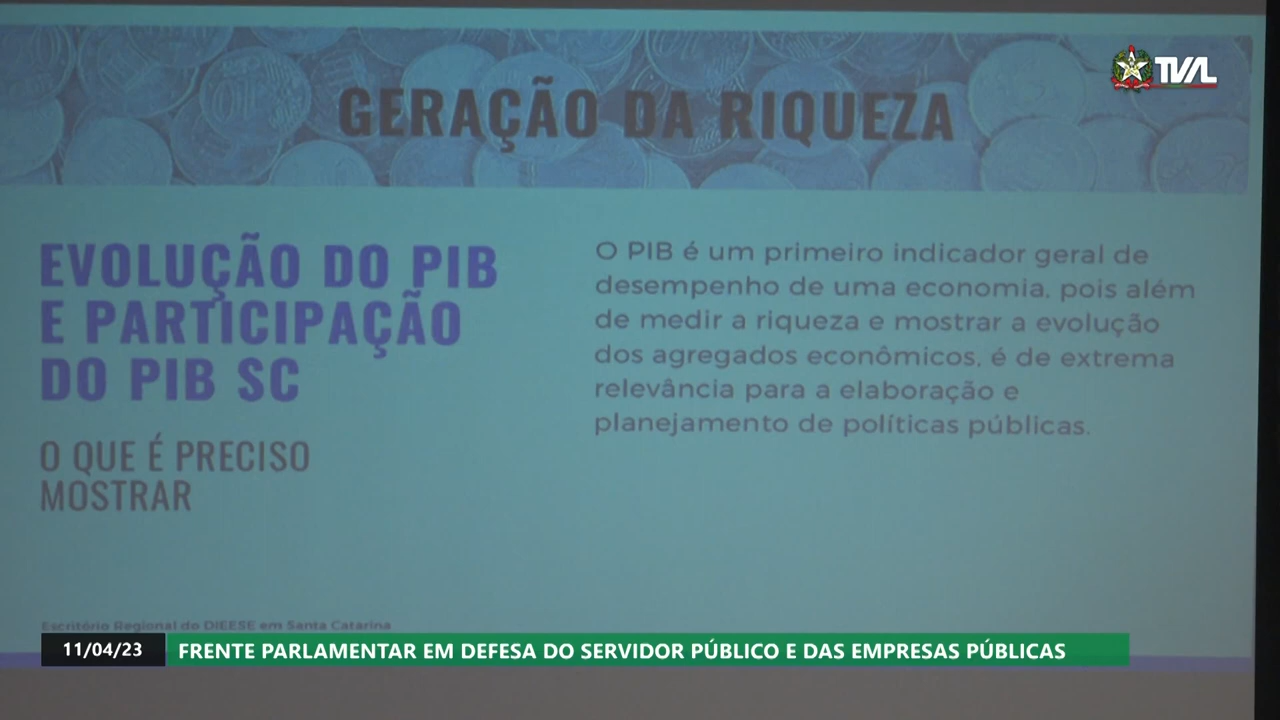 TVAL
GERAÇÃO DA RIQUEZA
EVOLUÇÃO DO PIB
E PARTICIPAÇÃO
DO PIB SC
O QUE É PRECISO
MOSTRAR
O PIB é um primeiro indicador geral de
desempenho de uma economia, pois além
de medir a riqueza e mostrar a evolução
dos agregados econômicos, é de extrema
relevância para a elaboração e
planejamento de políticas públicas.
Escritório Regional do DIEESE em Santa Catarina
11/04/23
FRENTE PARLAMENTAR EM DEFESA DO SERVIDOR PÚBLICO E DAS EMPRESAS PÚBLICAS